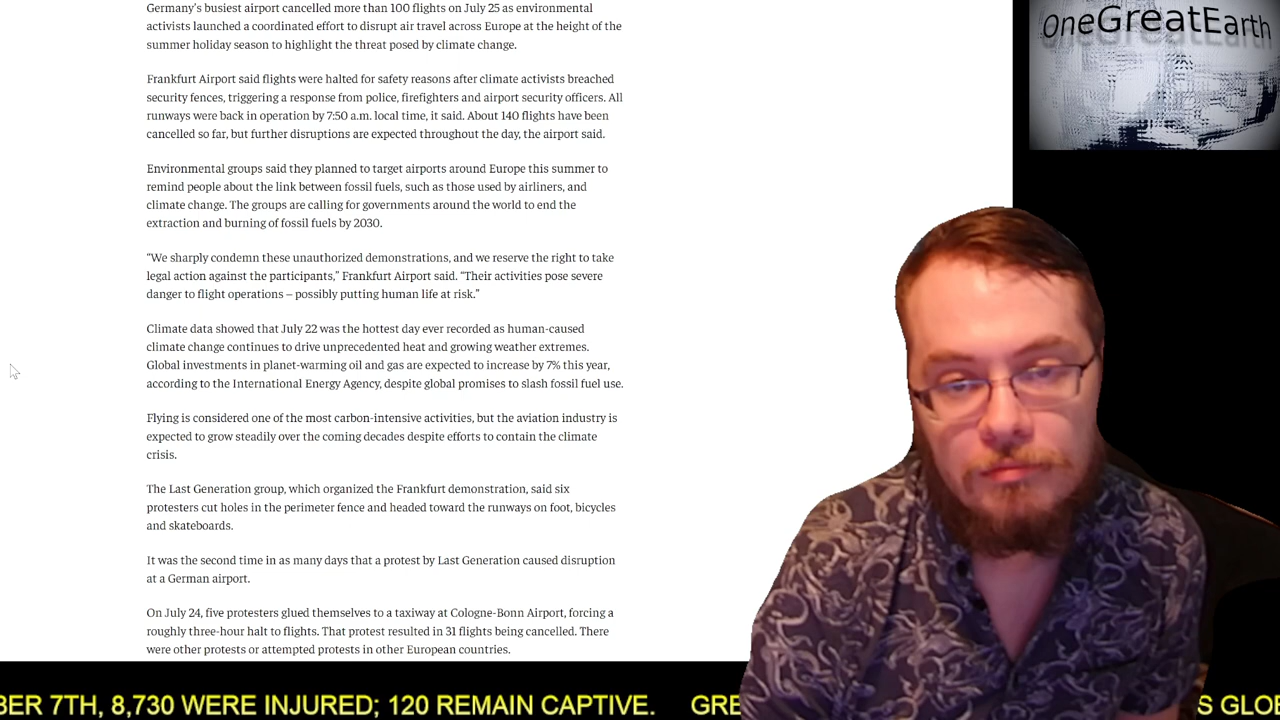 Germany's busiest airport cancelled more than 100 flights on July 25 as environmental
activists launched a coordinated effort to disrupt air travel across Europe at the height of the
summer holiday season to highlight the threat posed by climate change.
Frankfurt Airport said flights were halted for safety reasons after climate activists breached
security fences, triggering a response from police, firefighters and airport security officers. All
runways were back in operation by 7:50 a.m. local time, it said. About 140 flights have been
cancelled so far, but further disruptions are expected throughout the day, the airport said.
Environmental groups said they planned to target airports around Europe this summer to
remind people about the link between fossil fuels, such as those used by airliners, and
climate change. The groups are calling for governments around the world to end the
extraction and burning of fossil fuels by 2030.
“We sharply condemn these unauthorized demonstrations, and we reserve the right to take
legal action against the participants,” Frankfurt Airport said. “Their activities pose severe
danger to flight operations – possibly putting human life at risk.”
Climate data showed that July 22 was the hottest day ever recorded as human-caused
climate change continues to drive unprecedented heat and growing weather extremes.
Global investments in planet-warming oil and gas are expected to increase by 7% this year,
according to the International Energy Agency, despite global promises to slash fossil fuel use.
Flying is considered one of the most carbon-intensive activities, but the aviation industry is
expected to grow steadily over the coming decades despite efforts to contain the climate
crisis.
The Last Generation group, which organized the Frankfurt demonstration, said six
protesters cut holes in the perimeter fence and headed toward the runways on foot, bicycles
and skateboards.
It was the second time in as many days that a protest by Last Generation caused disruption
at a German airport.
On July 24, five protesters glued themselves to a taxiway at Cologne-Bonn Airport, forcing a
roughly three-hour halt to flights. That protest resulted in 31 flights being cancelled. There
were other protests or attempted protests in other European countries.
OneGreatEarth
BER 7TH, 8,730 WERE INJURED; 120 REMAIN CAPTIVE. GRE S GLO